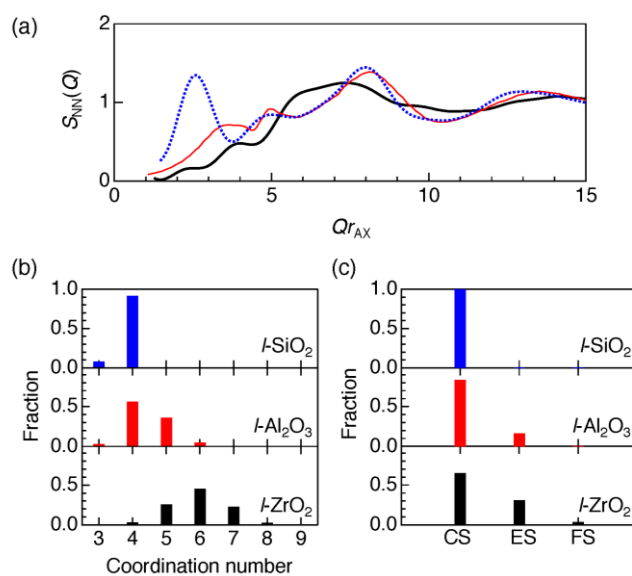 (a)
2
1
0
S_NN(Q)
0 5 10 15
Qr_AX
(b) (c)
1.0 1.0
0.5 0.5
l-SiO₂ l-SiO₂
0.0 0.0
0.5 0.5
l-Al₂O₃ l-Al₂O₃
0.0 0.0
0.5 0.5
l-ZrO₂ l-ZrO₂
0.0 0.0
Fraction
3 4 5 6 7 8 9 CS ES FS
Coordination number